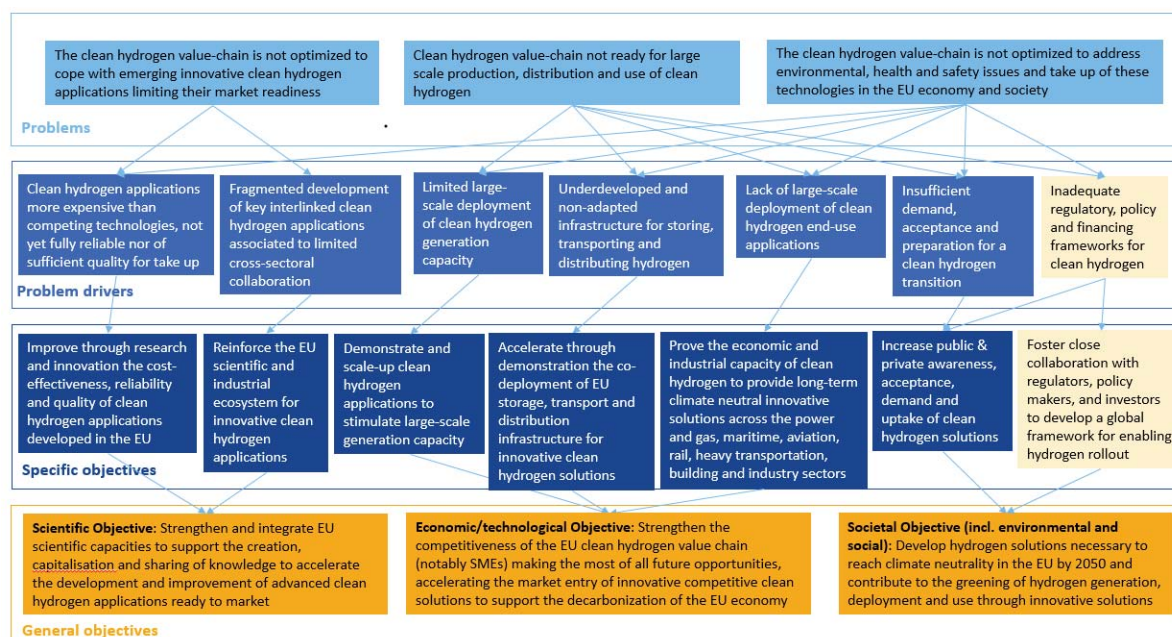 The clean hydrogen value-chain is not optimized to
cope with emerging innovative clean hydrogen
applications limiting their market readiness
Clean hydrogen value-chain not ready for large
scale production, distribution and use of clean
hydrogen
The clean hydrogen value-chain is not optimized to address
environmental, health and safety issues and take up of these
technologies in the EU economy and society
Problems
Clean hydrogen applications
more expensive than
competing technologies, not
yet fully reliable nor of
sufficient quality for take up
Fragmented development
of key interlinked clean
hydrogen applications
associated to limited
cross-sectoral
collaboration
Limited large-
scale deployment
of clean hydrogen
generation
capacity
Underdeveloped and
non-adapted
infrastructure for storing,
transporting and
distributing hydrogen
Lack of large-scale
deployment of clean
hydrogen end-use
applications
Insufficient
demand,
acceptance and
preparation for a
clean hydrogen
transition
Inadequate
regulatory, policy
and financing
frameworks for
clean hydrogen
Problem drivers
Improve through research
and innovation the cost-
effectiveness, reliability
and quality of clean
hydrogen applications
developed in the EU
Reinforce the EU
scientific and
industrial
ecosystem for
innovative clean
hydrogen
applications
Demonstrate and
scale-up clean
hydrogen
applications to
stimulate large-scale
generation capacity
Accelerate through
demonstration the co-
deployment of EU
storage, transport and
distribution
infrastructure for
innovative clean
hydrogen solutions
Prove the economic and
industrial capacity of clean
hydrogen to provide long-term
climate neutral innovative
solutions across the power
and gas, maritime, aviation,
rail, heavy transportation,
building and industry sectors
Increase public &
private awareness,
acceptance,
demand and
uptake of clean
hydrogen solutions
Foster close
collaboration with
regulators, policy
makers, and investors
to develop a global
framework for enabling
hydrogen rollout
Specific objectives
Scientific Objective: Strengthen and integrate EU
scientific capacities to support the creation,
capitalisation and sharing of knowledge to accelerate
the development and improvement of advanced clean
hydrogen applications ready to market
Economic/technological Objective: Strengthen the
competitiveness of the EU clean hydrogen value chain
(notably SMEs) making the most of all future opportunities,
accelerating the market entry of innovative competitive clean
solutions to support the decarbonization of the EU economy
Societal Objective (incl. environmental and
social): Develop hydrogen solutions necessary to
reach climate neutrality in the EU by 2050 and
contribute to the greening of hydrogen generation,
deployment and use through innovative solutions
General objectives